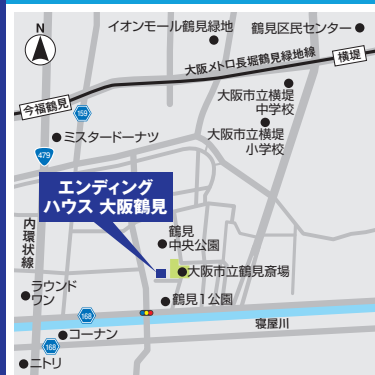 N
イオンモール鶴見緑地
鶴見区民センター
大阪メトロ長堀鶴見緑地線
横堤
今福鶴見
159
大阪市立横堤
中学校
ミスタードーナツ
大阪市立横堤
小学校
479
エンディング
ハウス 大阪鶴見
内環状線
鶴見
中央公園
大阪市立鶴見斎場
ラウンド
ワン
鶴見1公園
168
寝屋川
コーナン
168
ニトリ